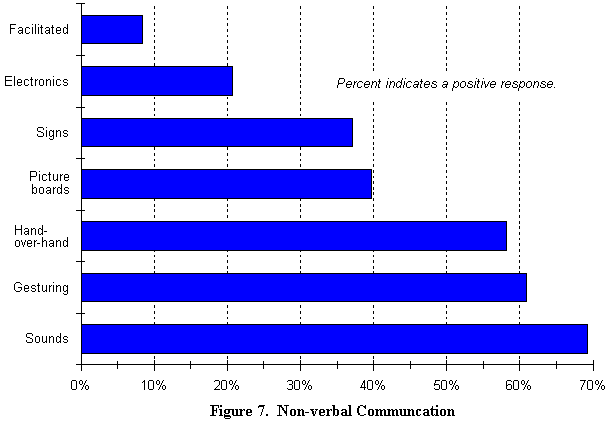 Facilitated
Electronics
Percent indicates a positive response.
Signs
Picture
boards
Hand-
over-hand
Gesturing
Sounds
0% 10% 20% 30% 40% 50% 60% 70%
Figure 7. Non-verbal Communcation